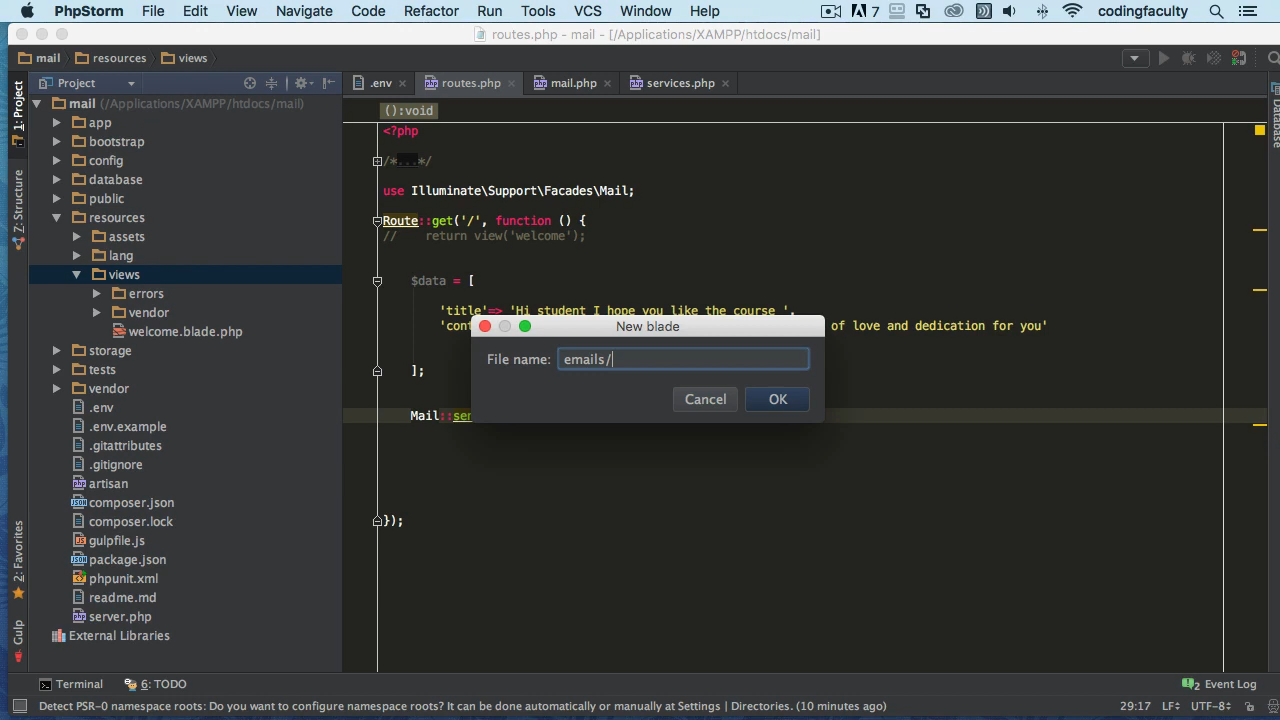 PhpStorm File Edit View Navigate Code Refactor Run Tools VCS Window Help 7 codingfaculty
routes.php - mail - [/Applications/XAMPP/htdocs/mail]
mail resources views
Project .env routes.php mail.php services.php
1: Project
7: Structure
2: Favorites
Gulp
Database
mail (/Applications/XAMPP/htdocs/mail)
app
bootstrap
config
database
public
resources
assets
lang
views
errors
vendor
welcome.blade.php
storage
tests
vendor
.env
.env.example
.gitattributes
.gitignore
artisan
composer.json
composer.lock
gulpfile.js
package.json
phpunit.xml
readme.md
server.php
External Libraries
():void
<?php
/*...*/
use Illuminate\Support\Facades\Mail;
Route::get('/', function () {
// return view('welcome');
$data = [
'title'=> 'Hi student I hope you like the course ',
'cont of love and dedication for you'
];
Mail::sen
});
New blade
File name: emails/
Cancel OK
Terminal 6: TODO 2 Event Log
Detect PSR-0 namespace roots: Do you want to configure namespace roots? It can be done automatically or manually at Settings | Directories. (10 minutes ago) 29:17 LF÷ UTF-8÷